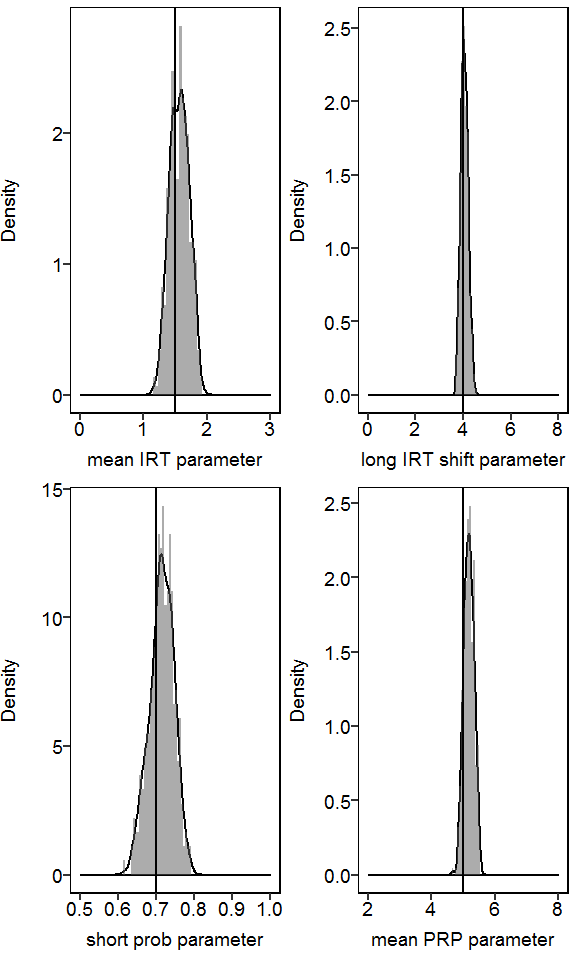 Density
2
1
0
0 1 2 3
mean IRT parameter
Density
2.5
2.0
1.5
1.0
0.5
0.0
0 2 4 6 8
long IRT shift parameter
Density
15
10
5
0
0.5 0.6 0.7 0.8 0.9 1.0
short prob parameter
Density
2.5
2.0
1.5
1.0
0.5
0.0
2 4 6 8
mean PRP parameter